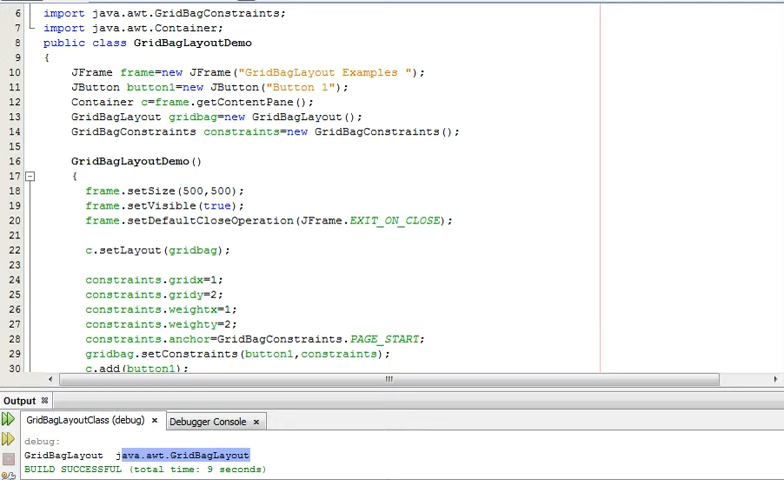 6 import java.awt.GridBagConstraints;
7 import java.awt.Container;
8 public class GridBagLayoutDemo
9 {
10 JFrame frame=new JFrame("GridBagLayout Examples ");
11 JButton button1=new JButton("Button 1");
12 Container c=frame.getContentPane();
13 GridBagLayout gridbag=new GridBagLayout();
14 GridBagConstraints constraints=new GridBagConstraints();
15
16 GridBagLayoutDemo()
17 {
18 frame.setSize(500,500);
19 frame.setVisible(true);
20 frame.setDefaultCloseOperation(JFrame.EXIT_ON_CLOSE);
21
22 c.setLayout(gridbag);
23
24 constraints.gridx=1;
25 constraints.gridy=2;
26 constraints.weightx=1;
27 constraints.weighty=2;
28 constraints.anchor=GridBagConstraints.PAGE_START;
29 gridbag.setConstraints(button1,constraints);
30 c.add(button1);
Output
GridBagLayoutClass (debug) Debugger Console
debug:
GridBagLayout java.awt.GridBagLayout
BUILD SUCCESSFUL (total time: 9 seconds)